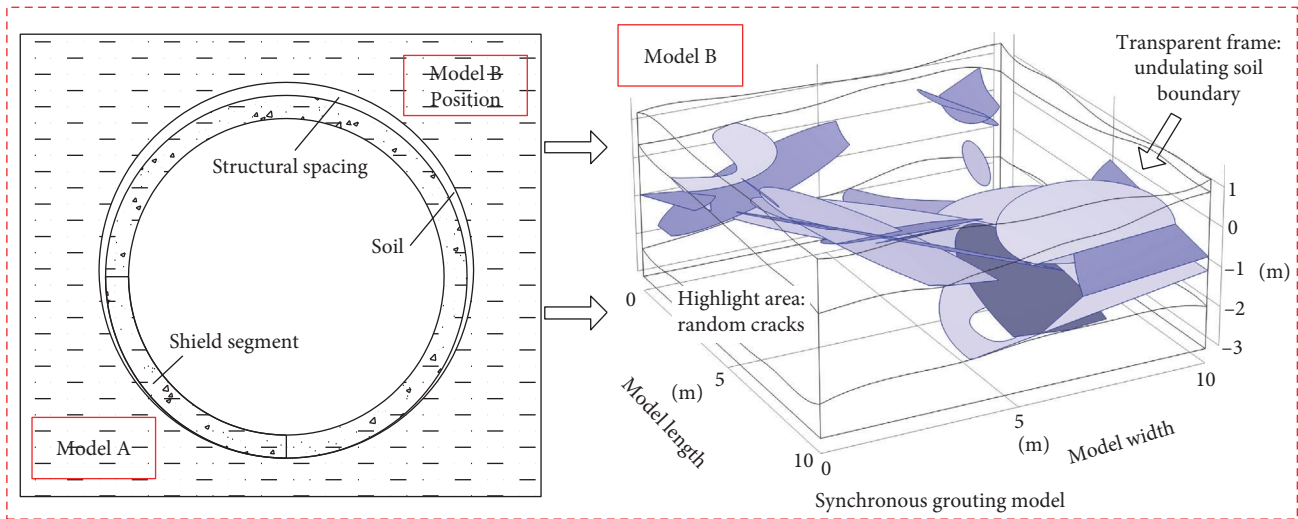 Model B
Position
Structural spacing
Soil
Shield segment
Model A
Model B
Transparent frame:
undulating soil
boundary
1
0
−1
(m)
−2
−3
0
Highlight area:
random cracks
5
(m)
10
Model length
0
5
(m)
10
Model width
Synchronous grouting model